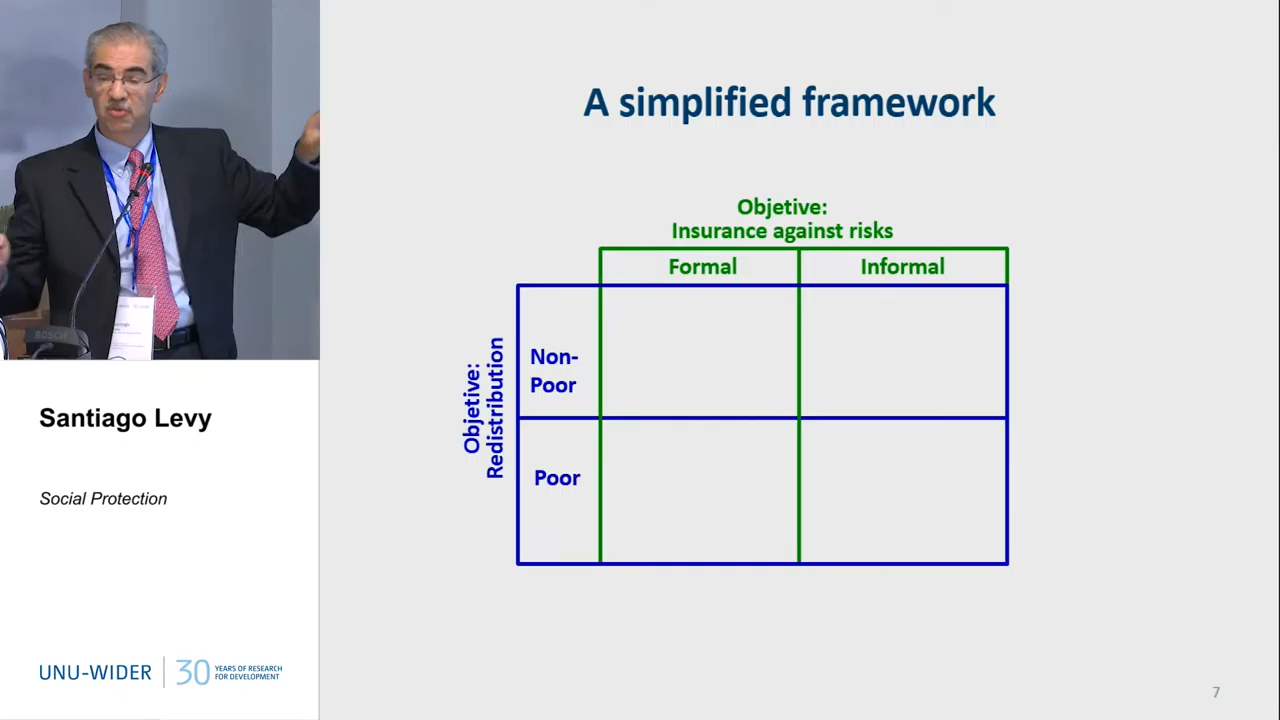 A simplified framework
Objetive:
Insurance against risks
Formal
Informal
Objetive:
Redistribution
Non-
Poor
Poor
BOSCH
Santiago Levy
Social Protection
UNU-WIDER
30
YEARS OF RESEARCH
FOR DEVELOPMENT
7